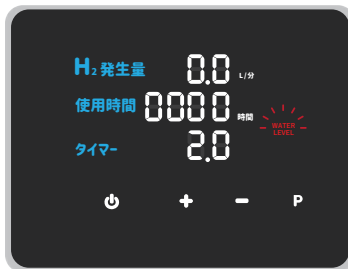 H₂ 発生量 0.0 L/分
使用時間 0000 時間
WATER
LEVEL
タイマー 2.0
P